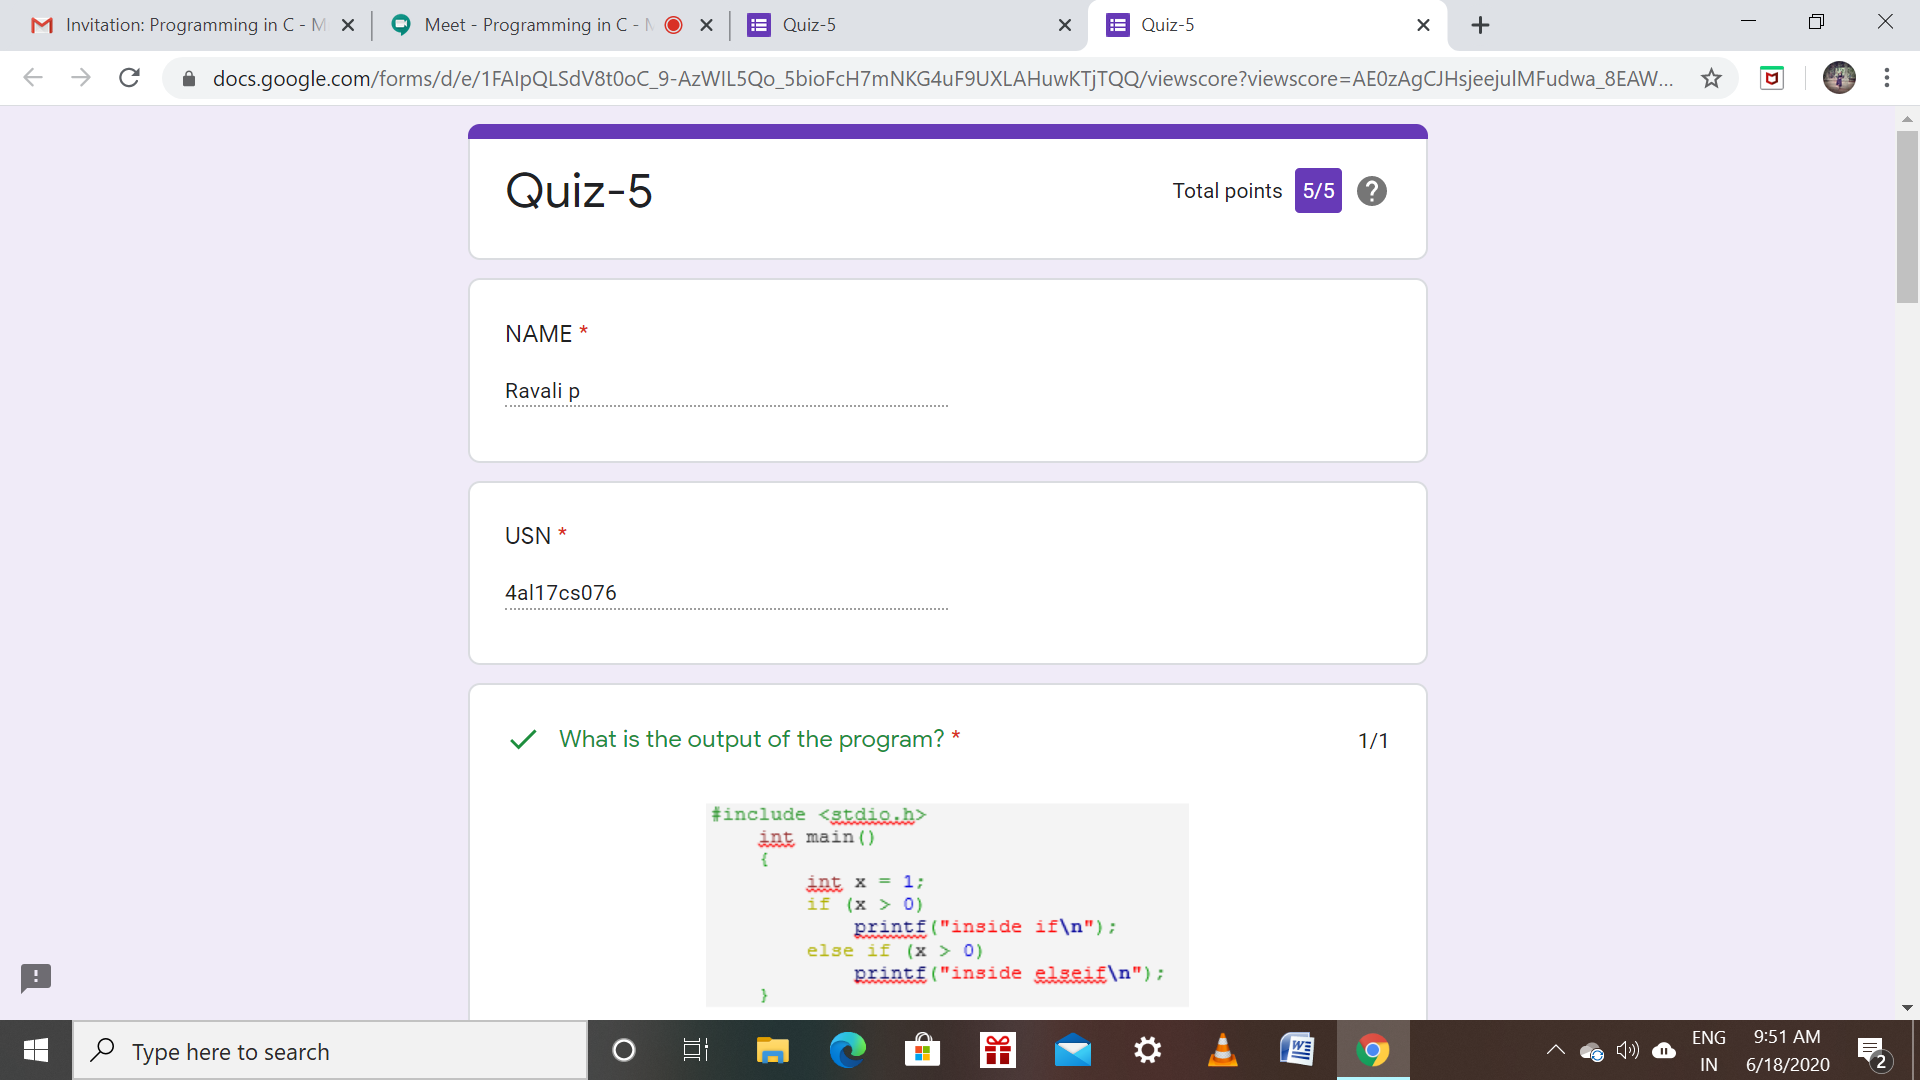 Invitation: Programming in C - M
Meet - Programming in C - M
Quiz-5
Quiz-5
docs.google.com/forms/d/e/1FAIpQLSdV8t0oC_9-AzWIL5Qo_5bioFcH7mNKG4uF9UXLAHuwKTjTQQ/viewscore?viewscore=AE0zAgCJHsjeejulMFudwa_8EAW...
Quiz-5
Total points 5/5
NAME *
Ravali p
USN *
4al17cs076
What is the output of the program? *
1/1
#include <stdio.h>
int main()
{
int x = 1;
if (x > 0)
printf("inside if\n");
else if (x > 0)
printf("inside elseif\n");
}
Type here to search
ENG
IN
9:51 AM
6/18/2020
2